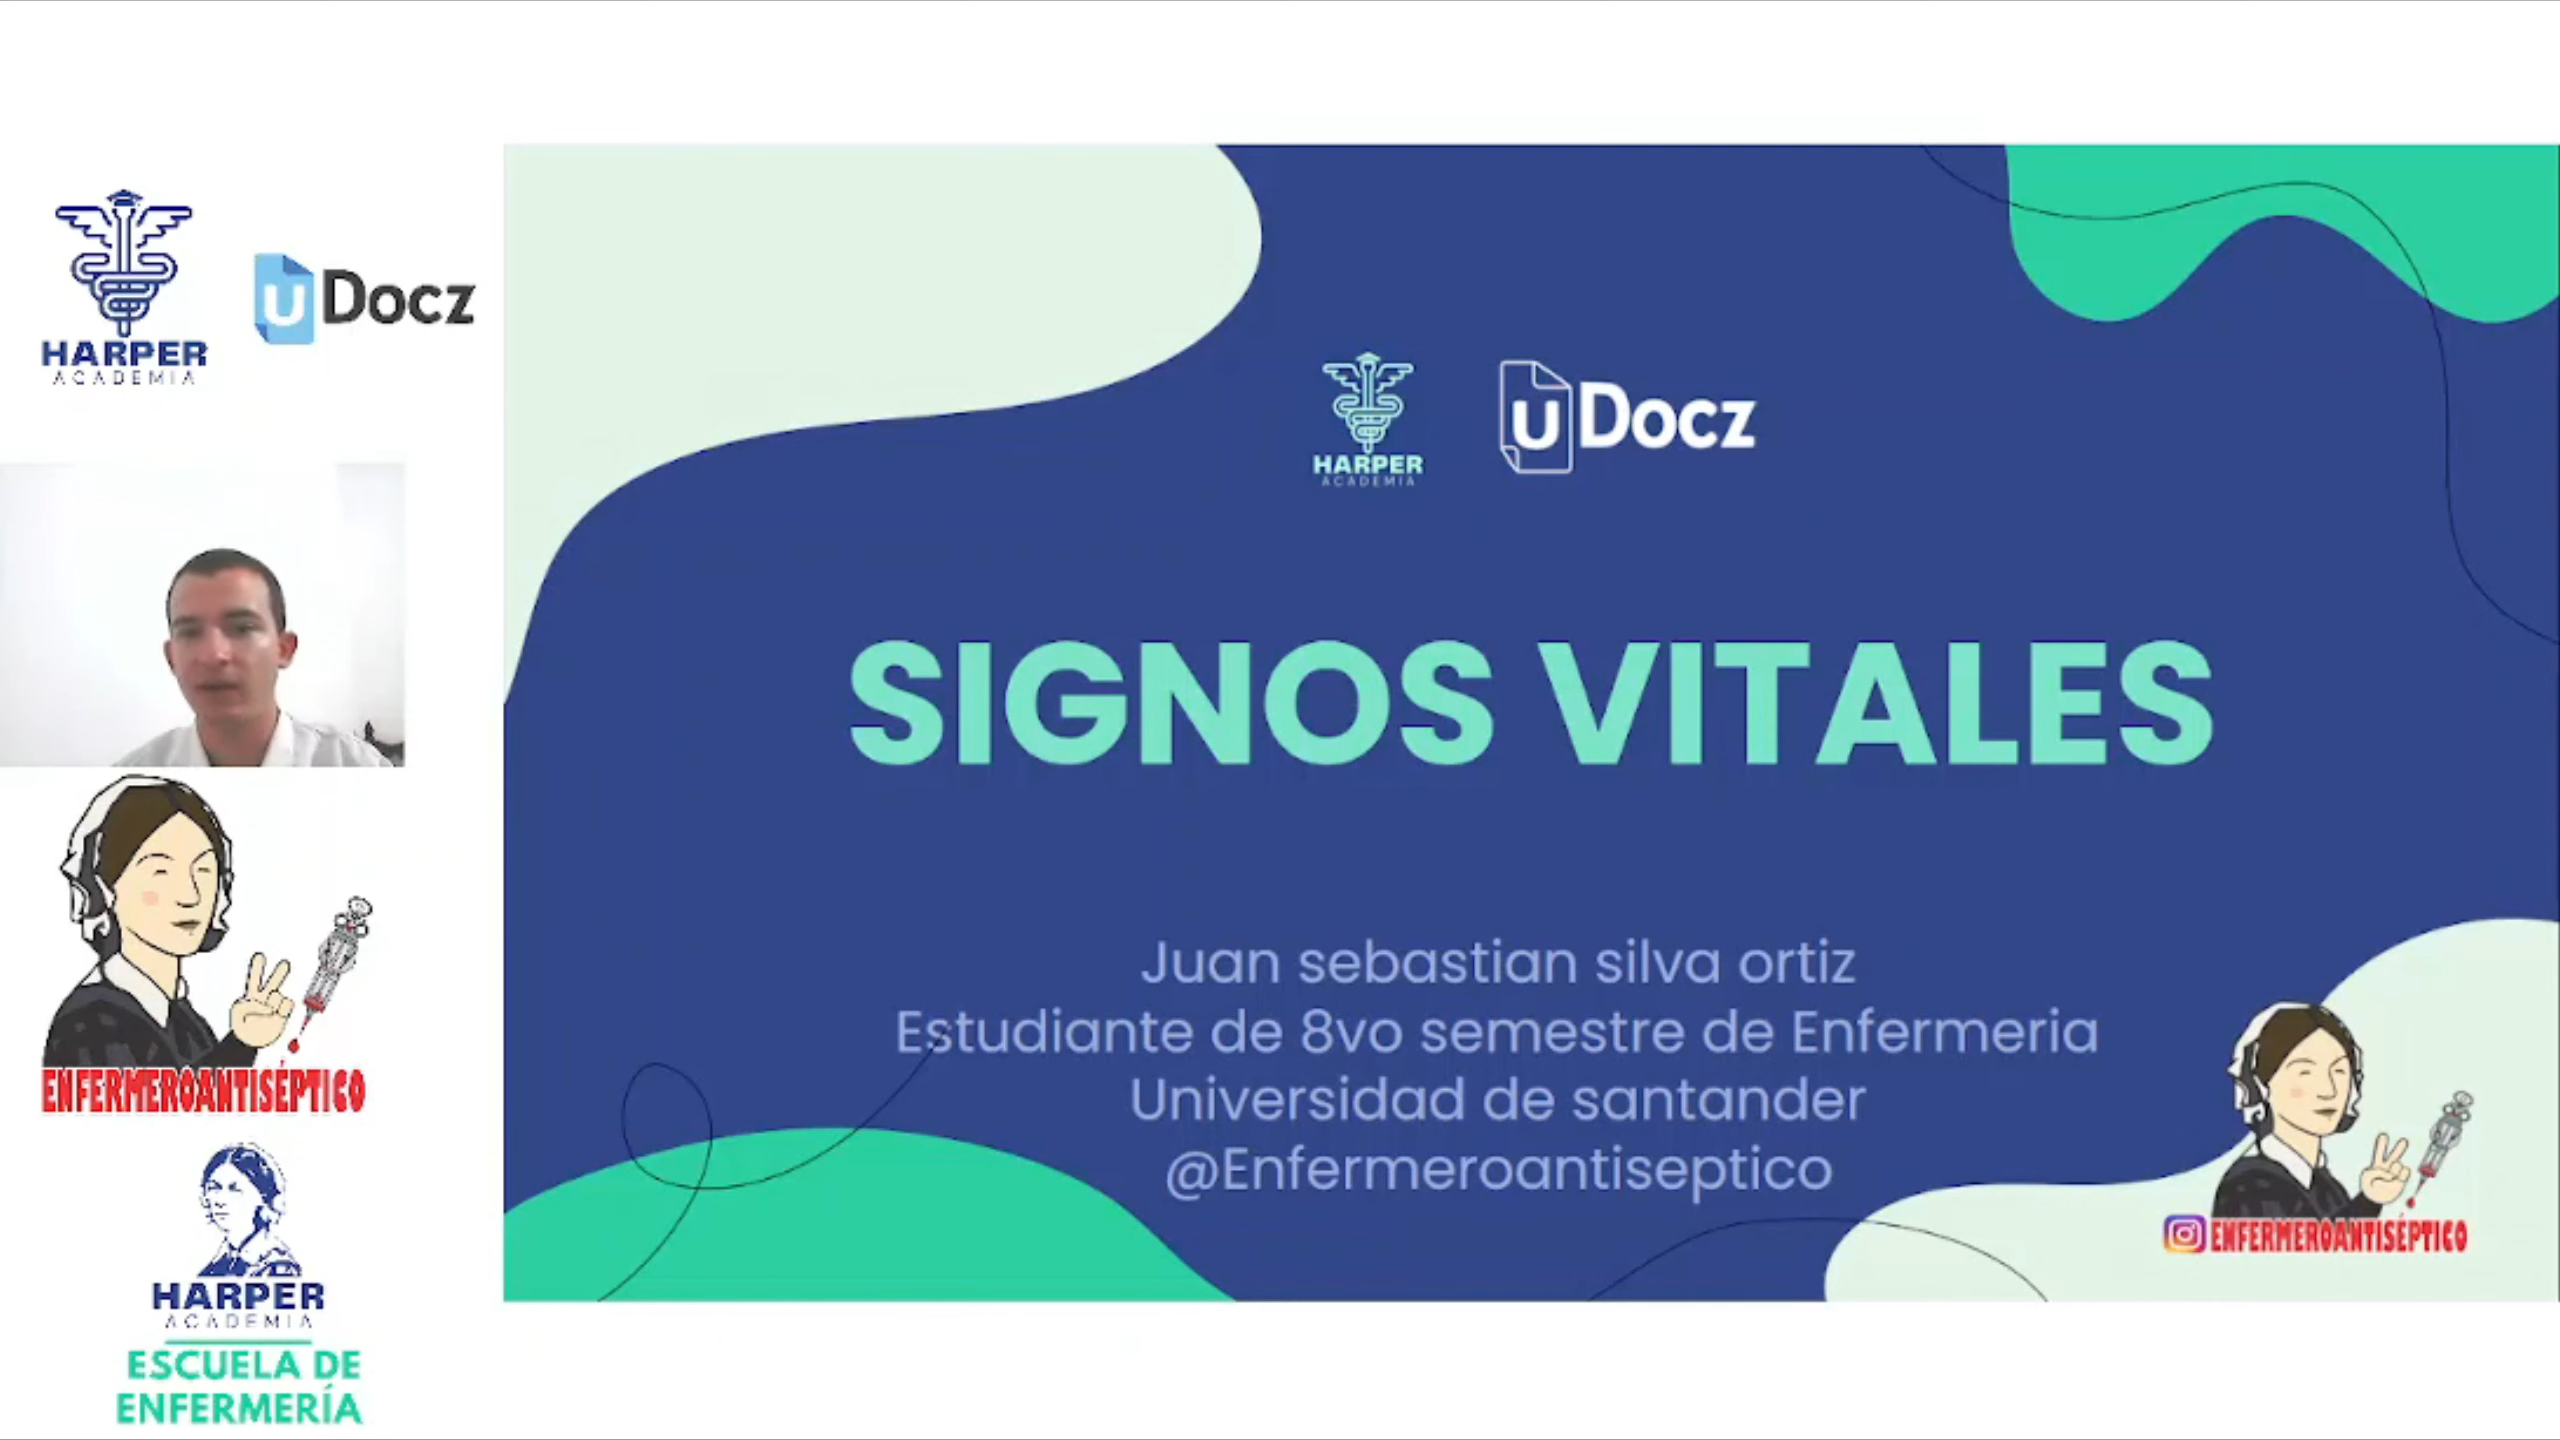 HARPER
ACADEMIA
uDocz
ENFERMEROANTISÉPTICO
HARPER
ACADEMIA
ESCUELA DE
ENFERMERÍA
HARPER
ACADEMIA
uDocz
SIGNOS VITALES
Juan sebastian silva ortiz
Estudiante de 8vo semestre de Enfermeria
Universidad de santander
@Enfermeroantiseptico
ENFERMEROANTISÉPTICO